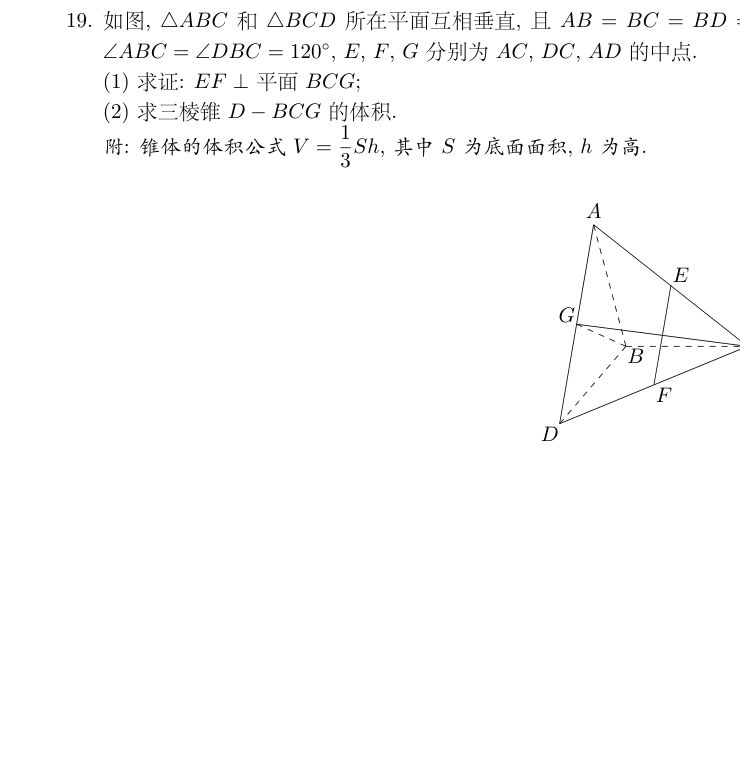 19. 如图, △ABC 和 △BCD 所在平面互相垂直, 且 AB = BC = BD =
∠ABC = ∠DBC = 120°, E, F, G 分别为 AC, DC, AD 的中点.
(1) 求证: EF ⊥ 平面 BCG;
(2) 求三棱锥 D − BCG 的体积.
附: 锥体的体积公式 V = 1/3 Sh, 其中 S 为底面面积, h 为高.
A
E
G
B
F
D